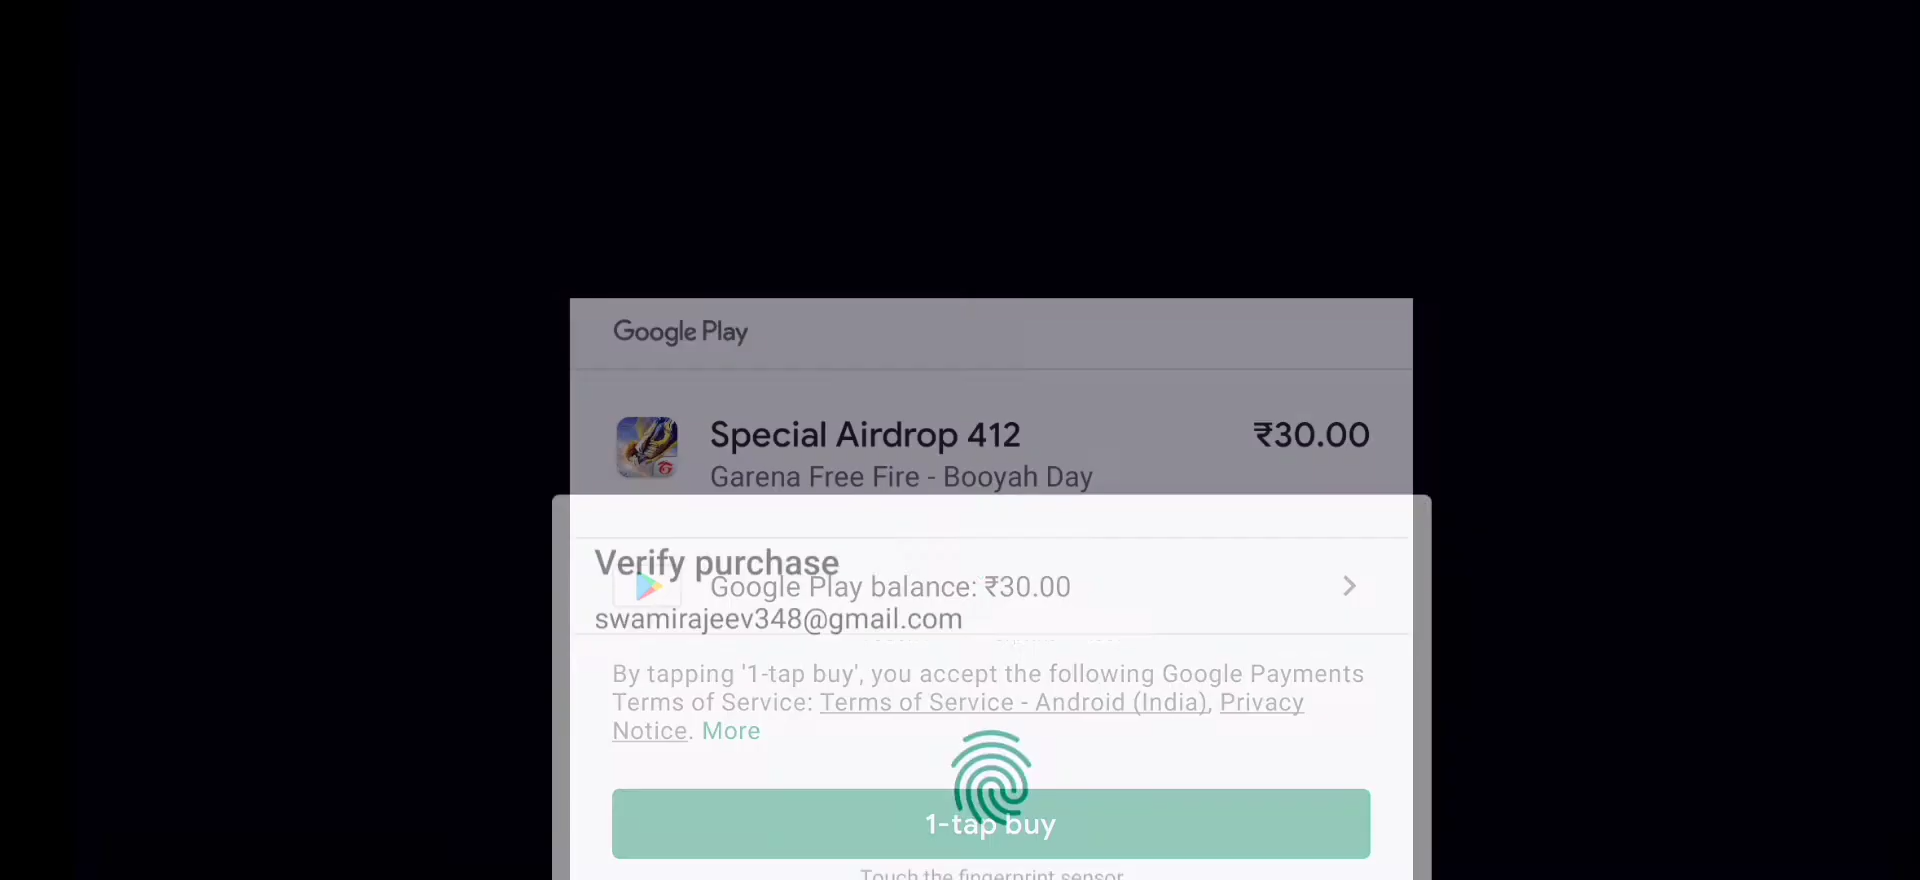 Google Play
Special Airdrop 412 ₹30.00
Garena Free Fire - Booyah Day
Verify purchase
Google Play balance: ₹30.00
swamirajeev348@gmail.com
By tapping '1-tap buy', you accept the following Google Payments
Terms of Service: Terms of Service - Android (India), Privacy
Notice. More
1-tap buy
Touch the fingerprint sensor